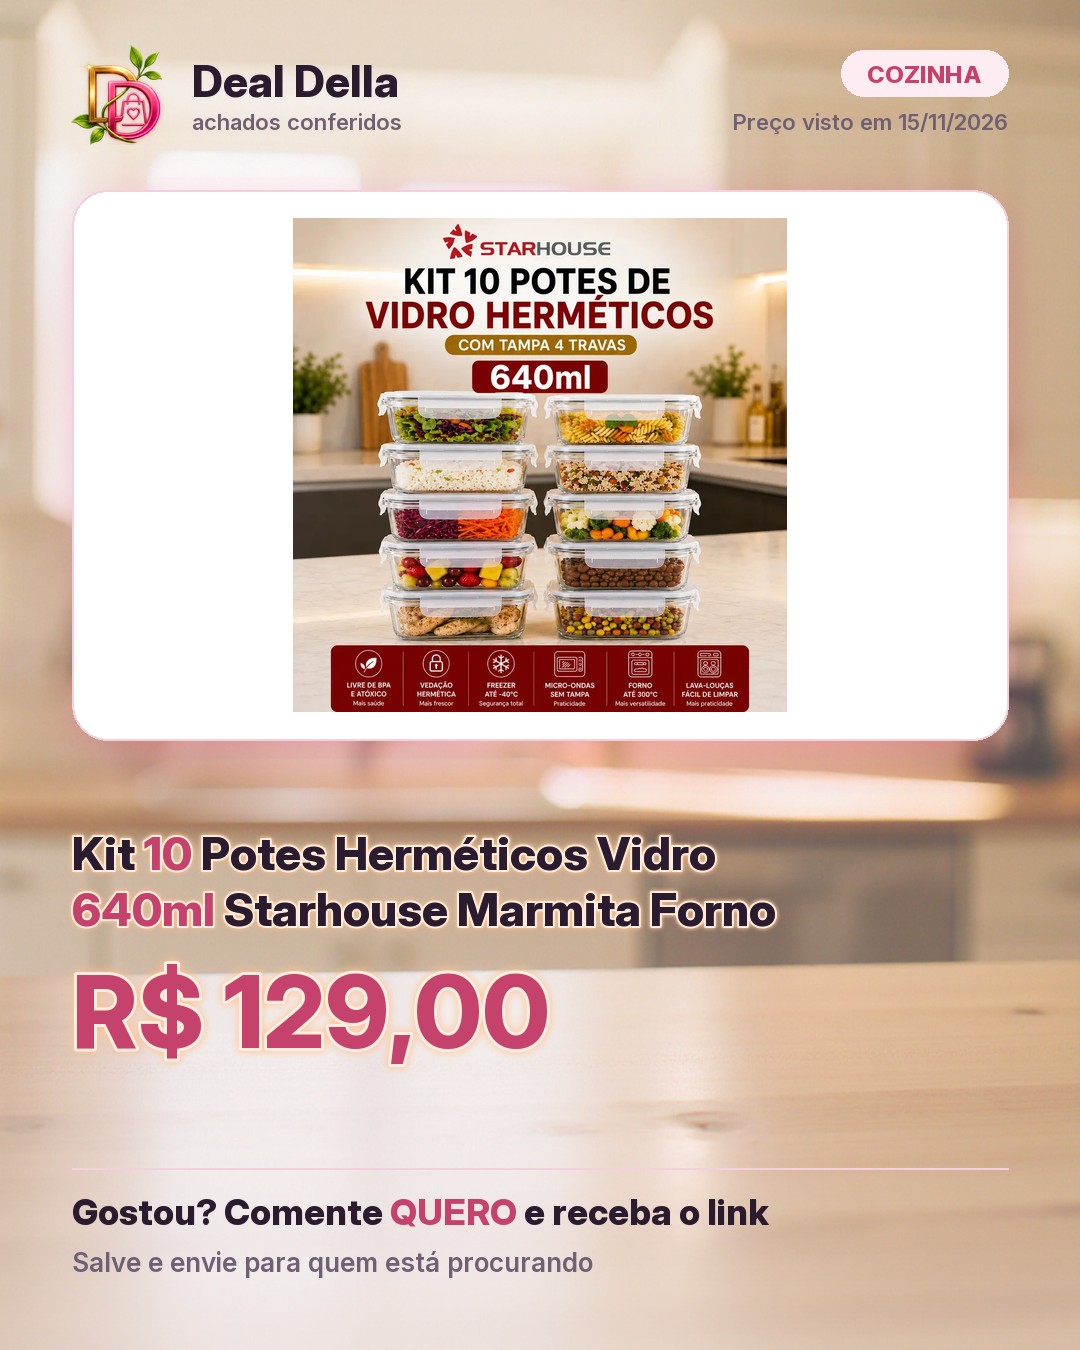 Deal Della
achados conferidos
COZINHA
Preço visto em 15/11/2026
STARHOUSE
KIT 10 POTES DE
VIDRO HERMÉTICOS
COM TAMPA 4 TRAVAS
640ml
LIVRE DE BPA
E ATÓXICO
Mais saúde
VEDAÇÃO
HERMÉTICA
Mais frescor
FREEZER
ATÉ -40°C
Segurança total
MICRO-ONDAS
SEM TAMPA
Praticidade
FORNO
ATÉ 300°C
Mais versatilidade
LAVA-LOUÇAS
FÁCIL DE LIMPAR
Mais praticidade
Kit 10 Potes Herméticos Vidro
640ml Starhouse Marmita Forno
R$ 129,00
Gostou? Comente QUERO e receba o link
Salve e envie para quem está procurando